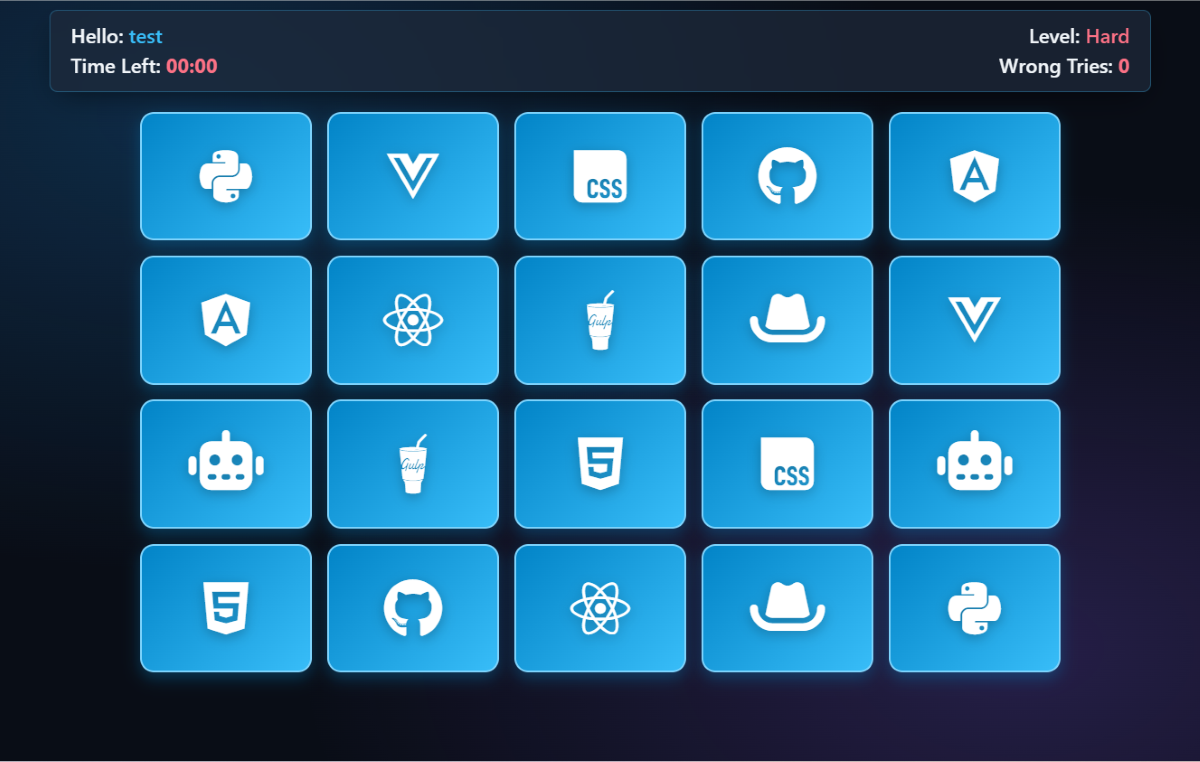 Hello: test
Level: Hard
Time Left: 00:00
Wrong Tries: 0
CSS
Gulp
Gulp
CSS